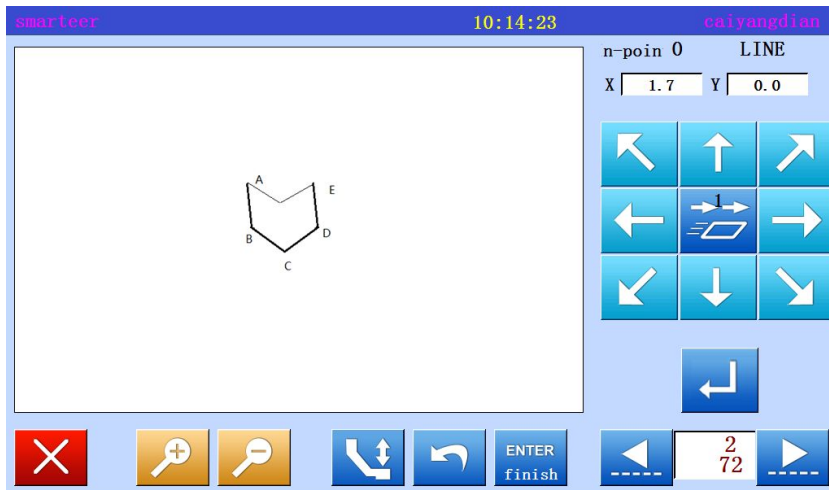 smarteer 10:14:23 caiyangdian
n-poin 0 LINE
X 1.7 Y 0.0
A
E
1
B
D
C
ENTER
finish
2
72